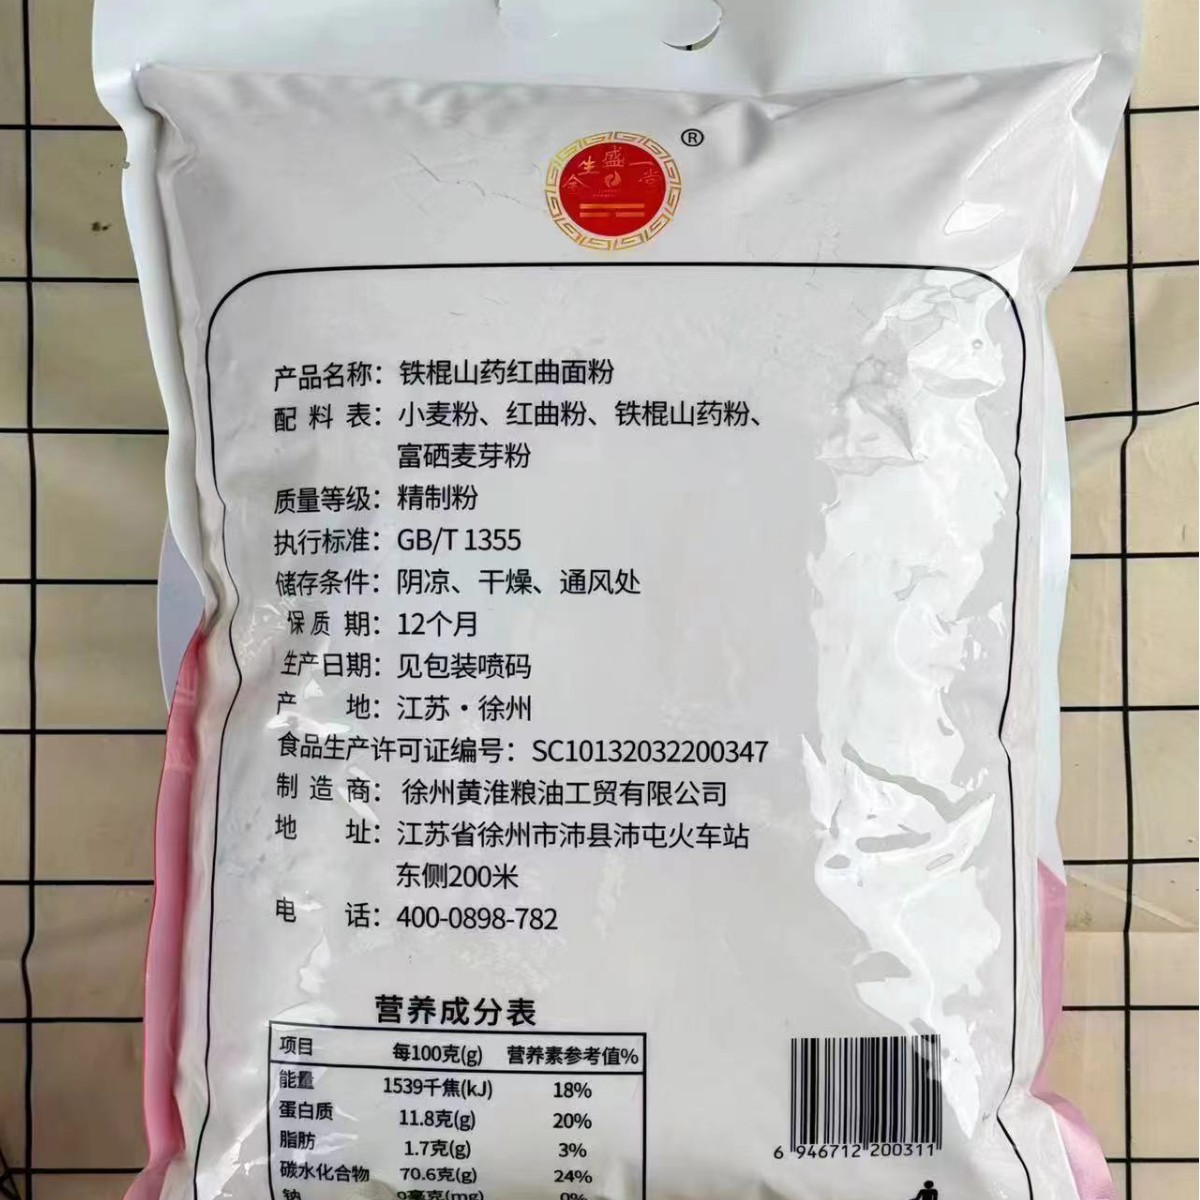 ®
产品名称：铁棍山药红曲面粉
配料表：小麦粉、红曲粉、铁棍山药粉、
富硒麦芽粉
质量等级：精制粉
执行标准：GB/T 1355
储存条件：阴凉、干燥、通风处
保质期：12个月
生产日期：见包装喷码
产地：江苏·徐州
食品生产许可证编号：SC10132032200347
制造商：徐州黄淮粮油工贸有限公司
地址：江苏省徐州市沛县沛屯火车站
东侧200米
电话：400-0898-782
营养成分表
项目 每100克(g) 营养素参考值%
能量 1539千焦(kJ) 18%
蛋白质 11.8克(g) 20%
脂肪 1.7克(g) 3%
碳水化合物 70.6克(g) 24%
钠 0毫克(mg) 0%
6 946712 200311